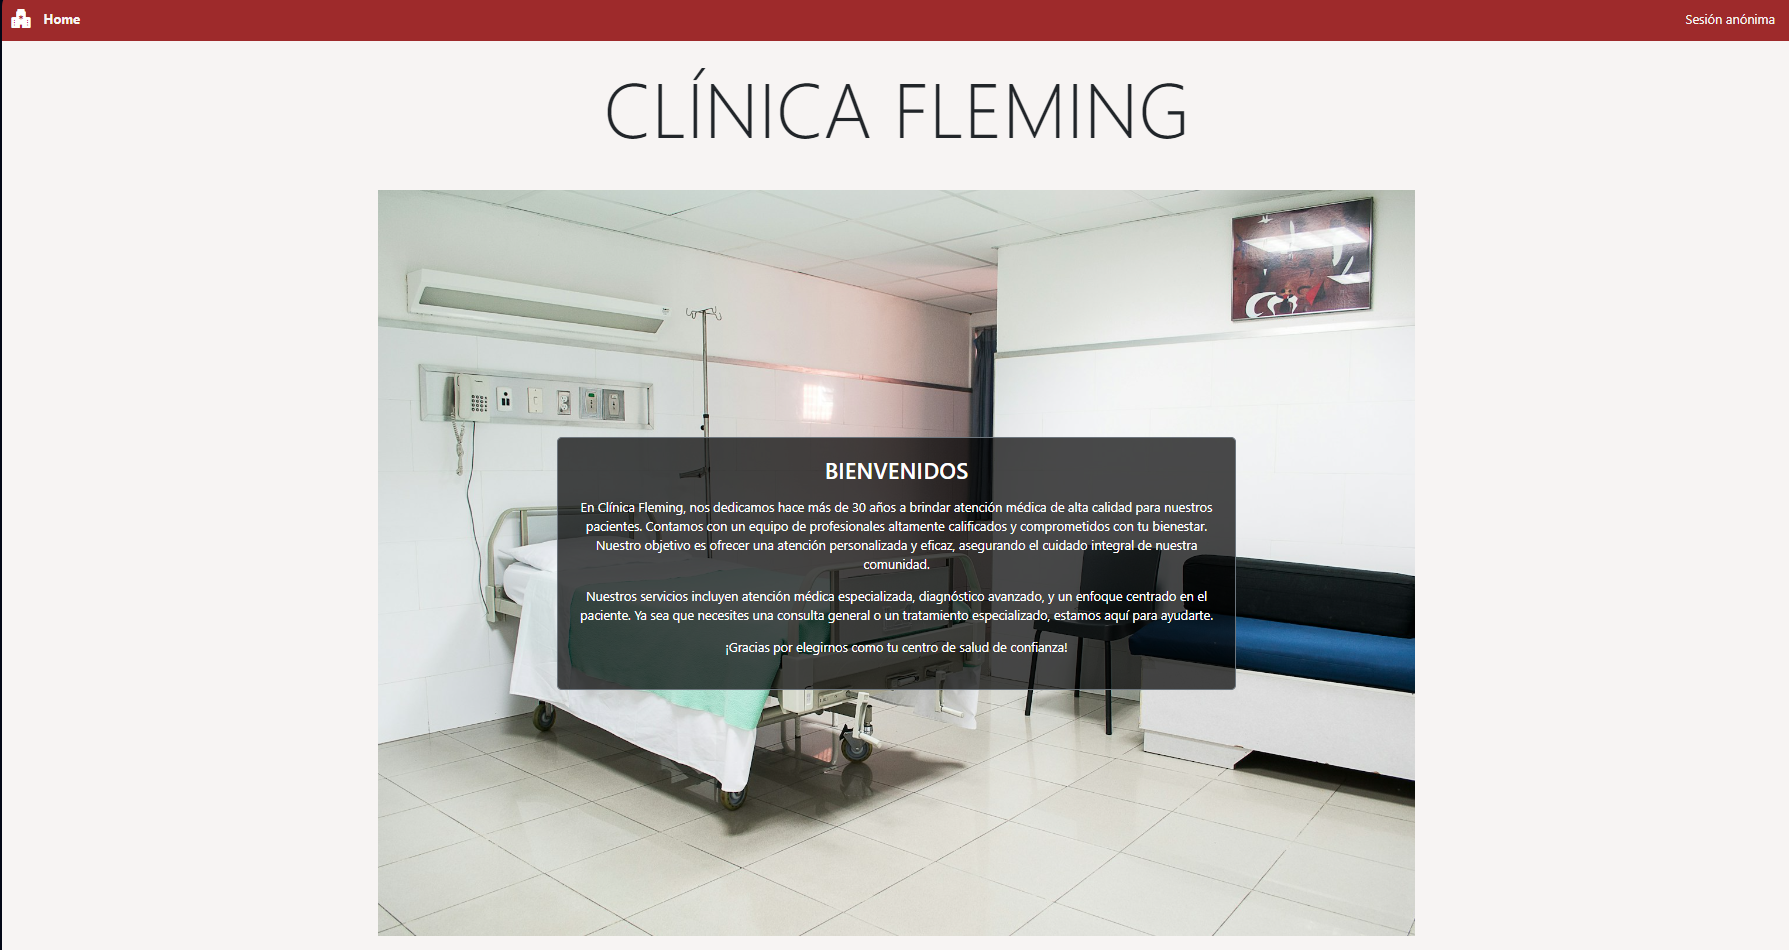 Home
Sesión anónima
CLÍNICA FLEMING
BIENVENIDOS
En Clínica Fleming, nos dedicamos hace más de 30 años a brindar atención médica de alta calidad para nuestros
pacientes. Contamos con un equipo de profesionales altamente calificados y comprometidos con tu bienestar.
Nuestro objetivo es ofrecer una atención personalizada y eficaz, asegurando el cuidado integral de nuestra
comunidad.
Nuestros servicios incluyen atención médica especializada, diagnóstico avanzado, y un enfoque centrado en el
paciente. Ya sea que necesites una consulta general o un tratamiento especializado, estamos aquí para ayudarte.
¡Gracias por elegirnos como tu centro de salud de confianza!